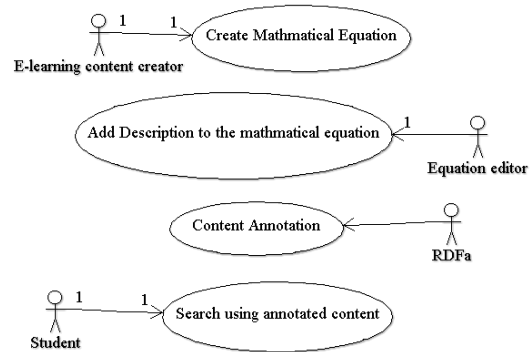 1 1
Create Mathmatical Equation
E-learning content creator
1
Add Description to the mathmatical equation
Equation editor
Content Annotation
RDFa
1 1
Search using annotated content
Student